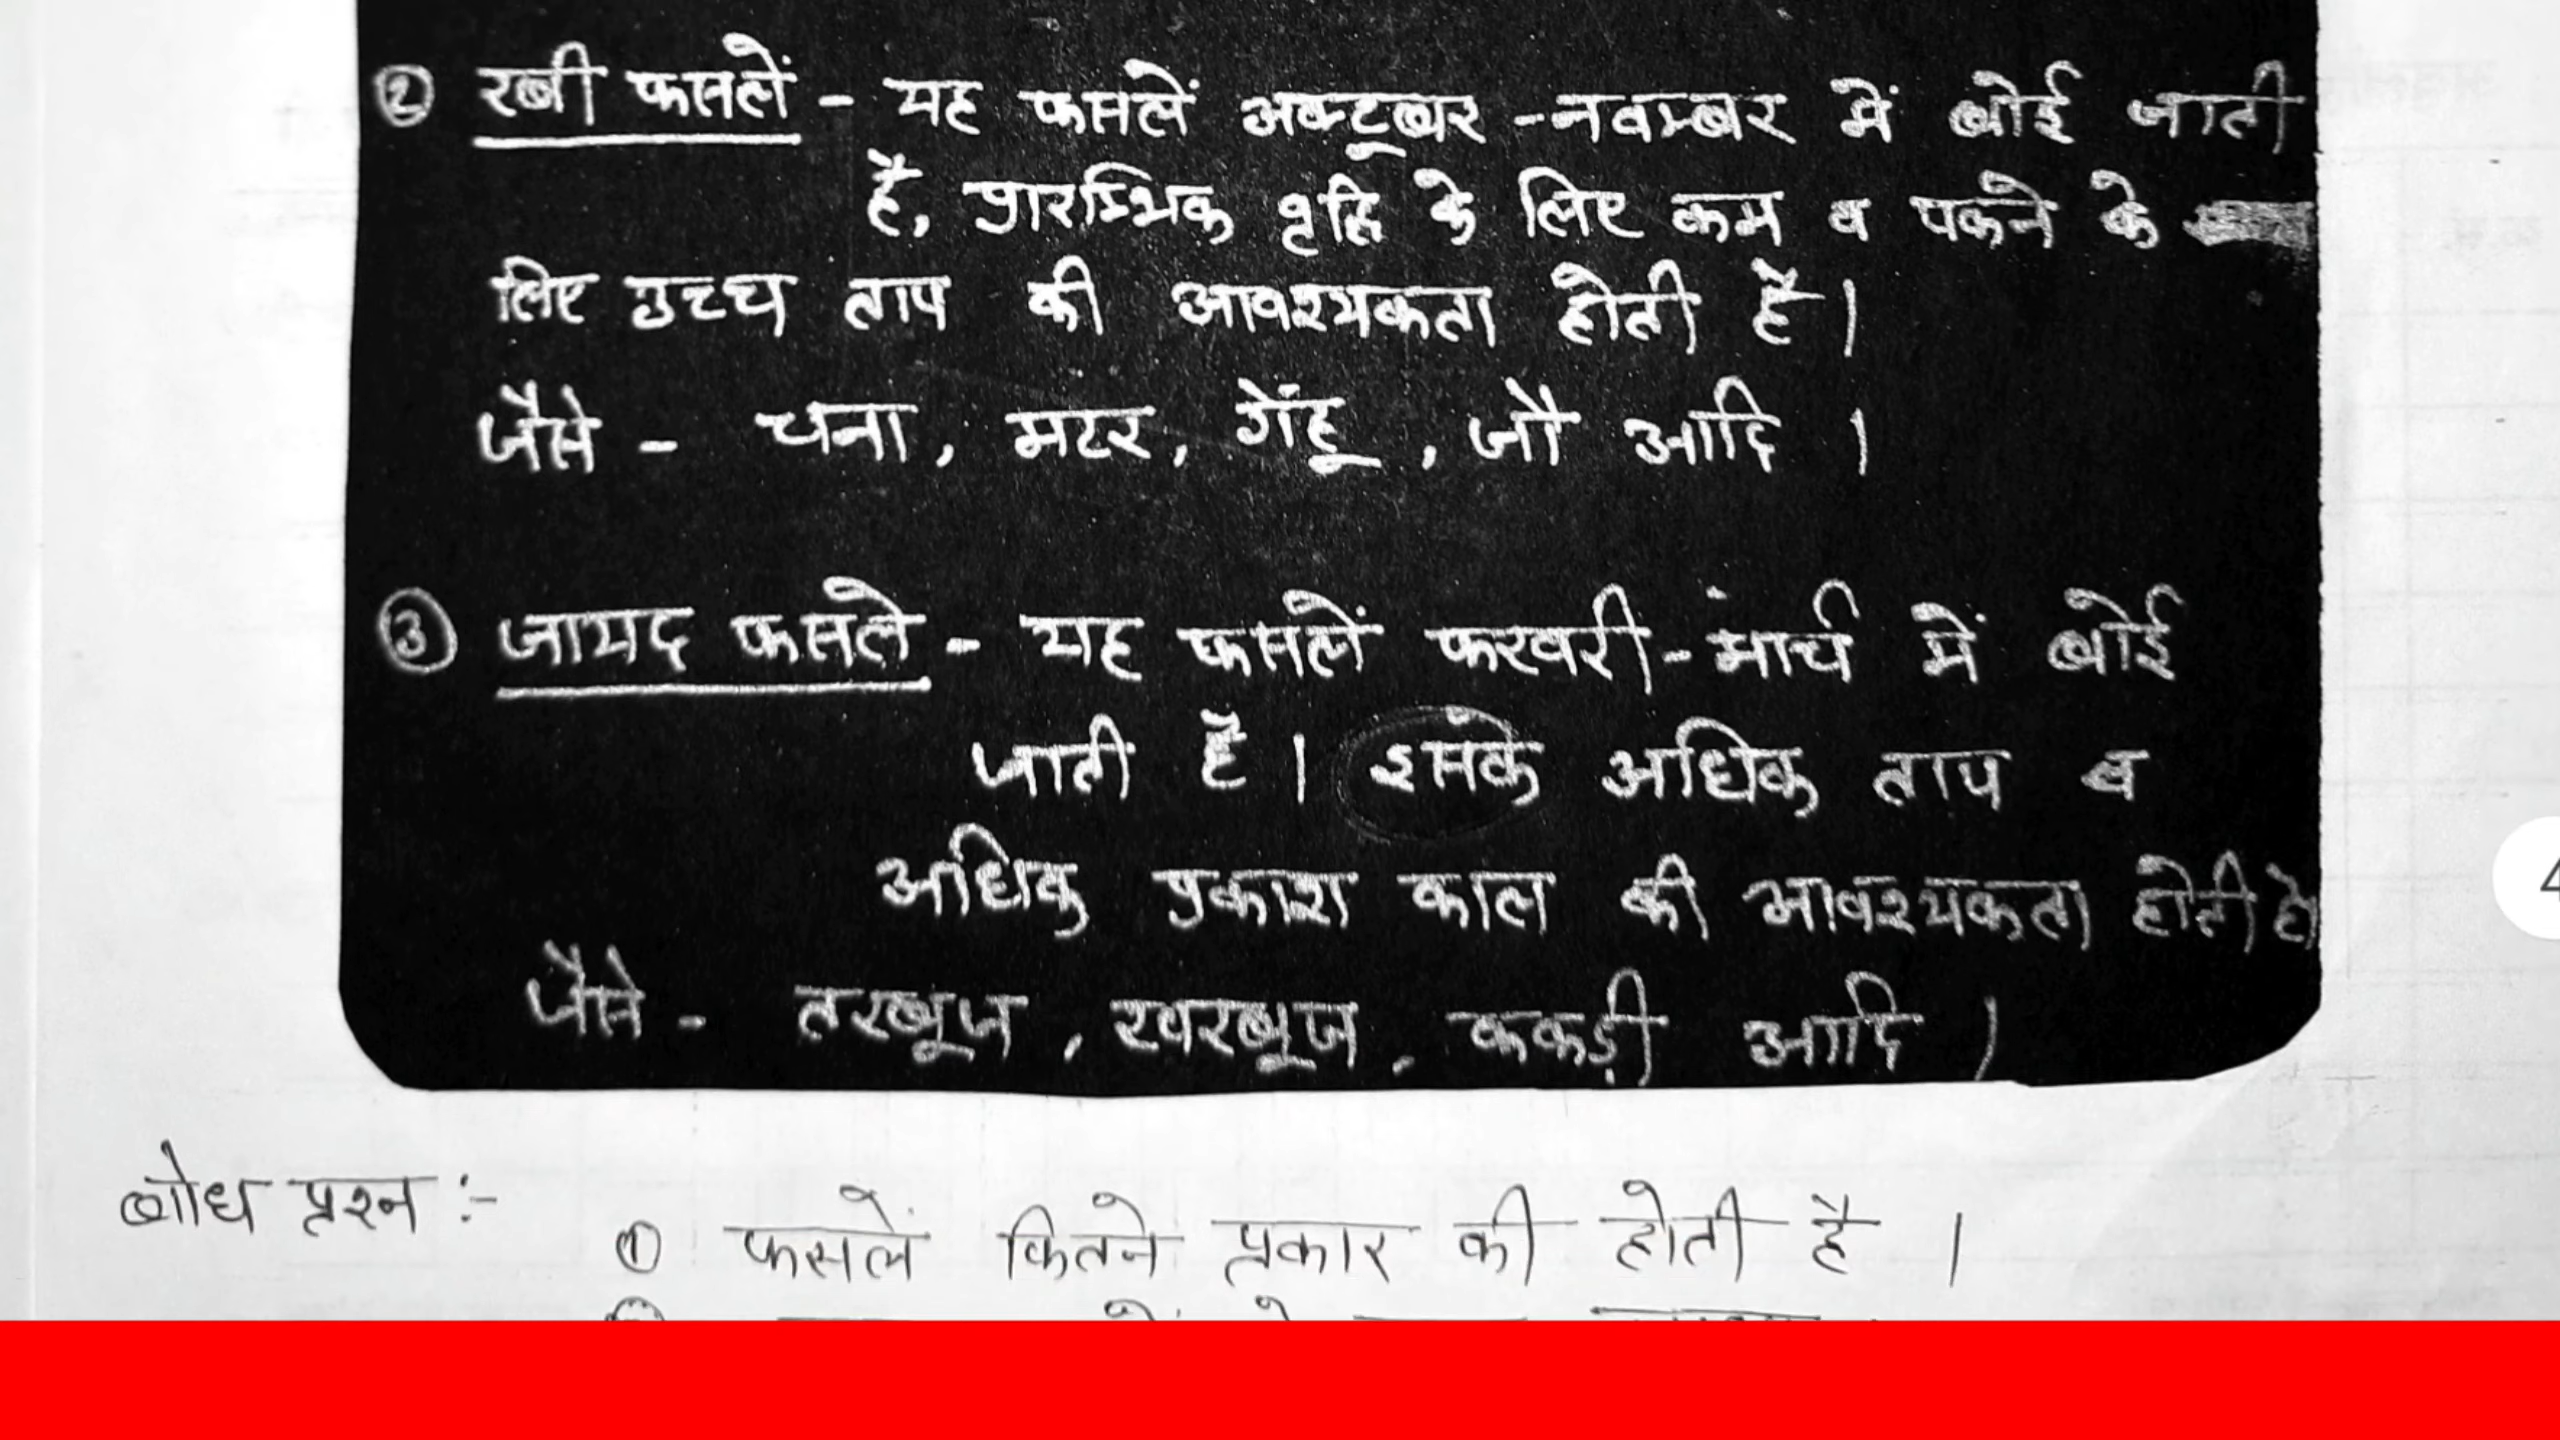 ② रबी फसलें - यह फसलें अक्टूबर -नवम्बर में बोई जाती
है, प्रारम्भिक वृद्धि के लिए कम व पकने के
लिए उच्च ताप की आवश्यकता होती है।
जैसे - चना, मटर, गेंहू, जौ आदि ।
③ जायद फसले - यह फसलें फरवरी-मार्च में बोई
जाती है । इसके अधिक ताप व
अधिक प्रकाश काल की आवश्यकता होती है।
जैसे - तरबूज, खरबूज, ककड़ी आदि ।
बोध प्रश्न :-
① फसलें कितने प्रकार की होती है ।
4